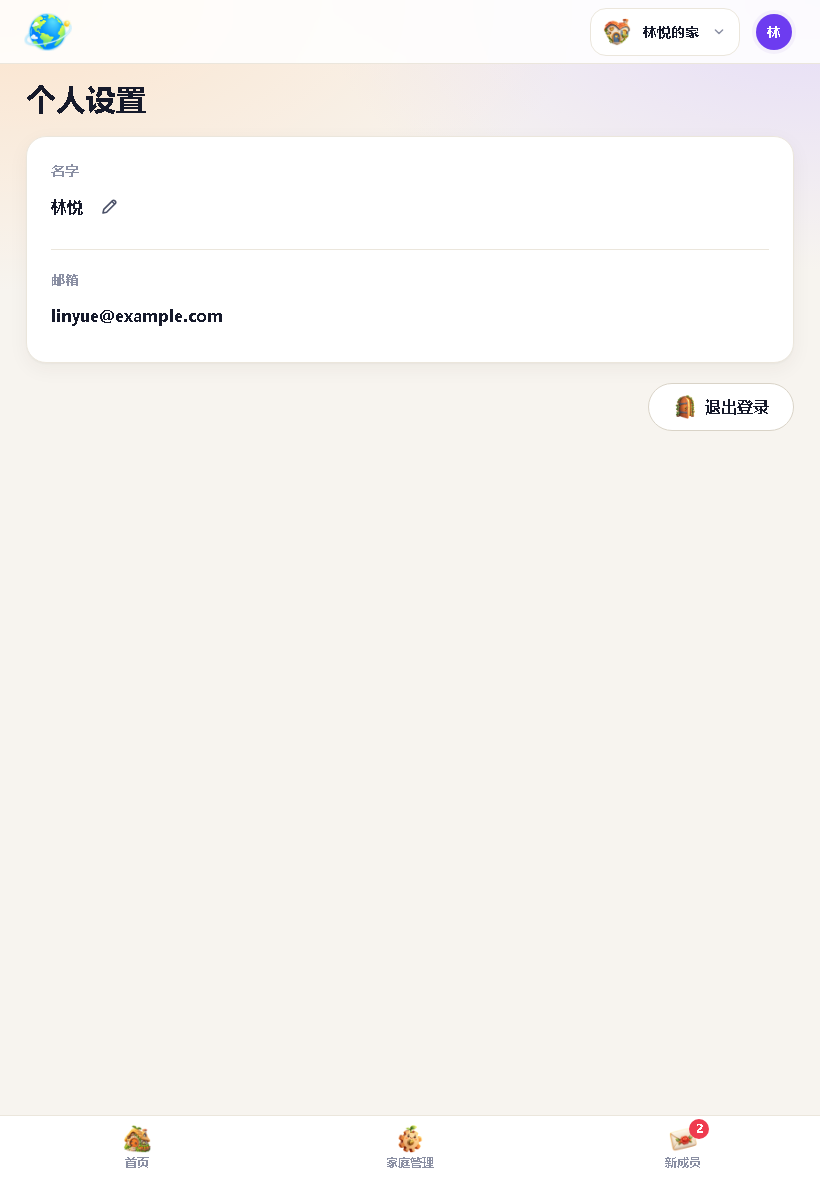 林悦的家
林
个人设置
名字
林悦
邮箱
linyue@example.com
退出登录
首页
家庭管理
2
新成员